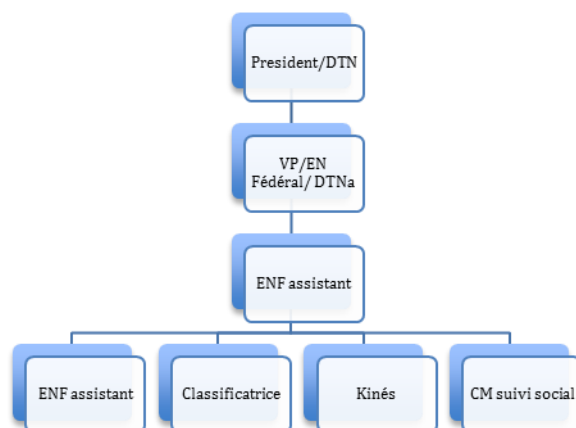 President/DTN
VP/EN
Fédéral/ DTNa
ENF assistant
ENF assistant
Classificatrice
Kinés
CM suivi social